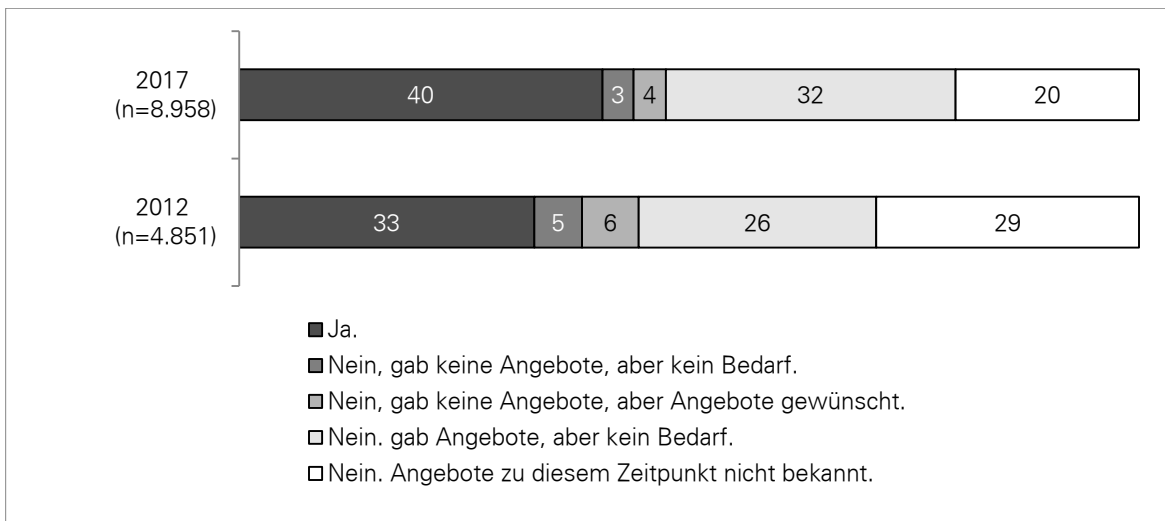 2017
(n=8.958)
40 3 4 32 20
2012
(n=4.851)
33 5 6 26 29
Ja.
Nein, gab keine Angebote, aber kein Bedarf.
Nein, gab keine Angebote, aber Angebote gewünscht.
Nein. gab Angebote, aber kein Bedarf.
Nein. Angebote zu diesem Zeitpunkt nicht bekannt.